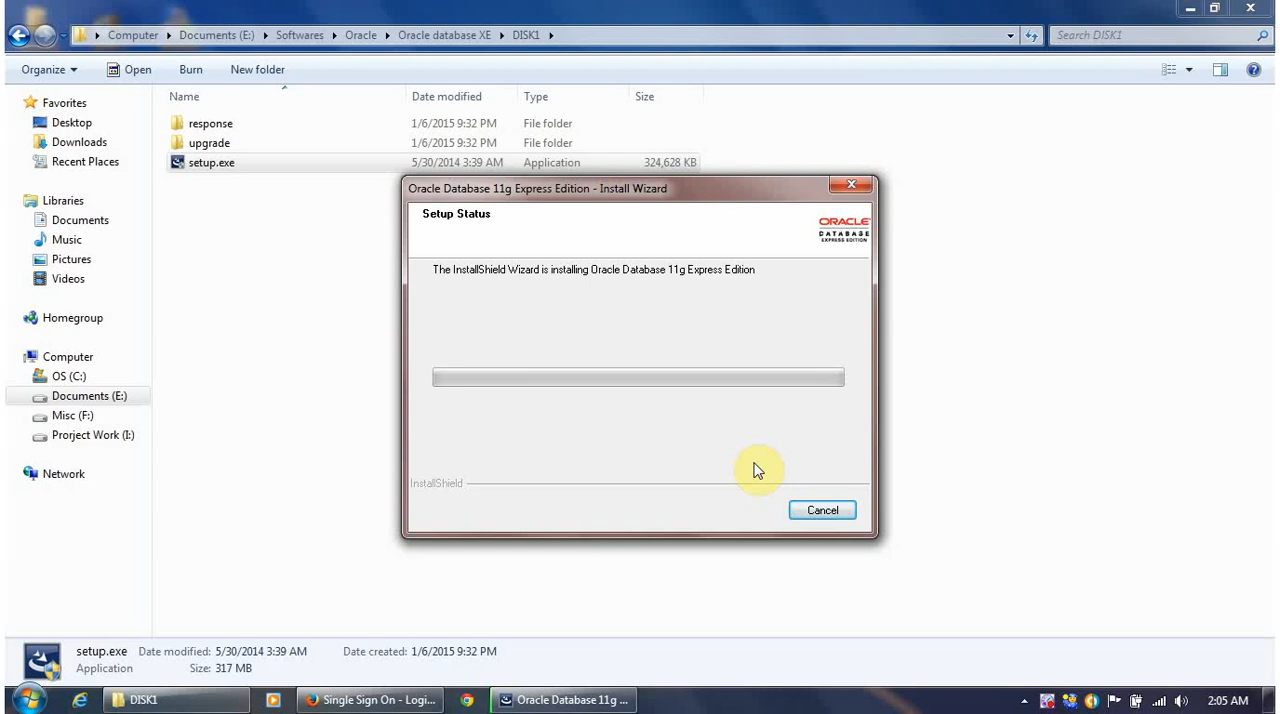 Computer Documents (E:) Softwares Oracle Oracle database XE DISK1 Search DISK1
Organize Open Burn New folder
Name Date modified Type Size
Favorites
Desktop
Downloads
Recent Places
Libraries
Documents
Music
Pictures
Videos
Homegroup
Computer
OS (C:)
Documents (E:)
Misc (F:)
Project Work (I:)
Network
response 1/6/2015 9:32 PM File folder
upgrade 1/6/2015 9:32 PM File folder
setup.exe 5/30/2014 3:39 AM Application 324,628 KB
Oracle Database 11g Express Edition - Install Wizard
Setup Status
ORACLE
DATABASE
EXPRESS EDITION
The InstallShield Wizard is installing Oracle Database 11g Express Edition
InstallShield
Cancel
setup.exe Date modified: 5/30/2014 3:39 AM Date created: 1/6/2015 9:32 PM
Application Size: 317 MB
DISK1 Single Sign On - Logi... Oracle Database 11g ... 2:05 AM